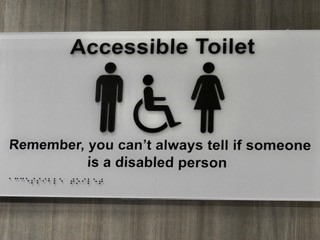 Accessible Toilet
Remember, you can't always tell if someone
is a disabled person